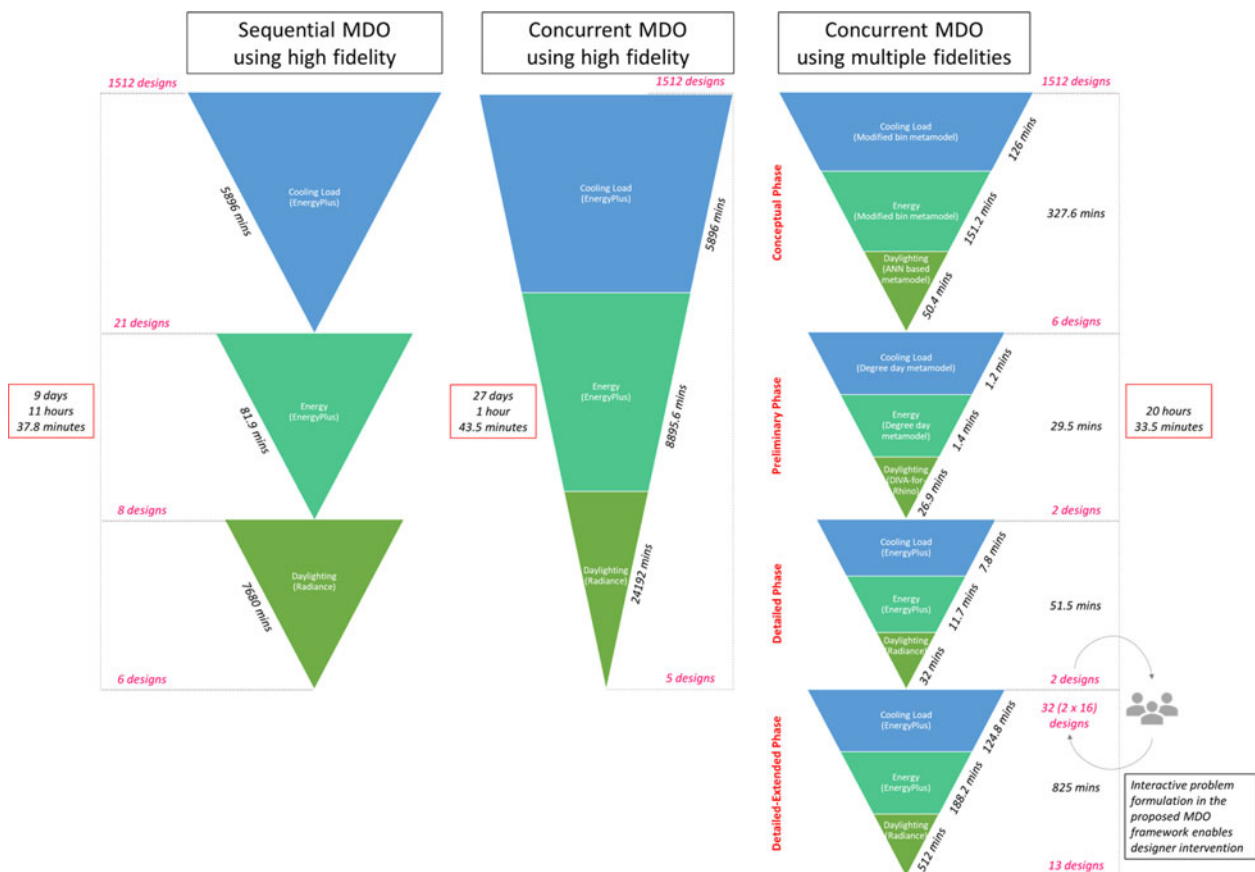 Sequential MDO
using high fidelity
1512 designs
Cooling Load
(EnergyPlus)
5896 mins
21 designs
9 days
11 hours
37.8 minutes
Energy
(EnergyPlus)
81.9 mins
8 designs
Daylighting
(Radiance)
7680 mins
6 designs
Concurrent MDO
using high fidelity
1512 designs
Cooling Load
(EnergyPlus)
5896 mins
27 days
1 hour
43.5 minutes
Energy
(EnergyPlus)
8895.6 mins
Daylighting
(Radiance)
24192 mins
5 designs
Concurrent MDO
using multiple fidelities
1512 designs
Conceptual Phase
Cooling Load
(Modified bin metamodel)
126 mins
Energy
(Modified bin metamodel)
151.2 mins
327.6 mins
Daylighting
(ANN based
metamodel)
50.4 mins
6 designs
Preliminary Phase
Cooling Load
(Degree day metamodel)
1.2 mins
Energy
(Degree day
metamodel)
1.4 mins
29.5 mins
20 hours
33.5 minutes
Daylighting
(DIVA-for-
Rhino)
26.9 mins
2 designs
Detailed Phase
Cooling Load
(EnergyPlus)
7.8 mins
Energy
(EnergyPlus)
11.7 mins
51.5 mins
Daylighting
(Radiance)
32 mins
2 designs
Detailed-Extended Phase
32 (2 x 16)
designs
Cooling Load
(EnergyPlus)
124.8 mins
Energy
(EnergyPlus)
188.2 mins
825 mins
Daylighting
(Radiance)
512 mins
13 designs
Interactive problem
formulation in the
proposed MDO
framework enables
designer intervention